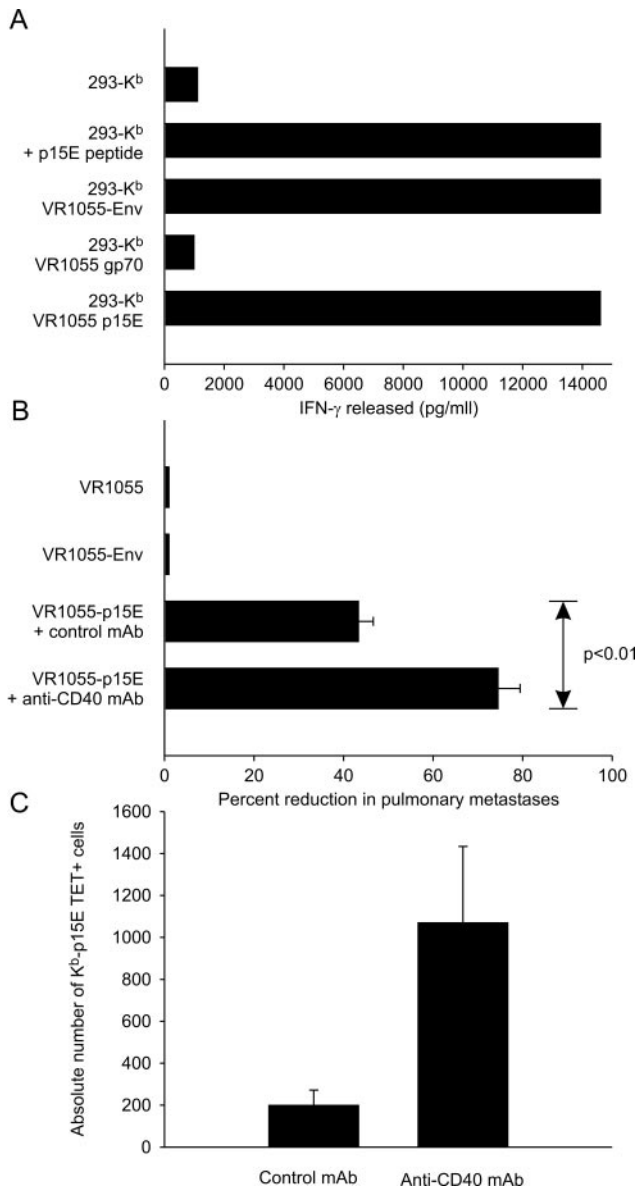 A
293-Kᵇ
293-Kᵇ
+ p15E peptide
293-Kᵇ
VR1055-Env
293-Kᵇ
VR1055 gp70
293-Kᵇ
VR1055 p15E
0 2000 4000 6000 8000 10000 12000 14000
IFN-γ released (pg/mll)
B
VR1055
VR1055-Env
VR1055-p15E
+ control mAb
VR1055-p15E
+ anti-CD40 mAb
p<0.01
0 20 40 60 80 100
Percent reduction in pulmonary metastases
C
Absolute number of Kᵇ-p15E TET+ cells
1600
1400
1200
1000
800
600
400
200
0
Control mAb Anti-CD40 mAb